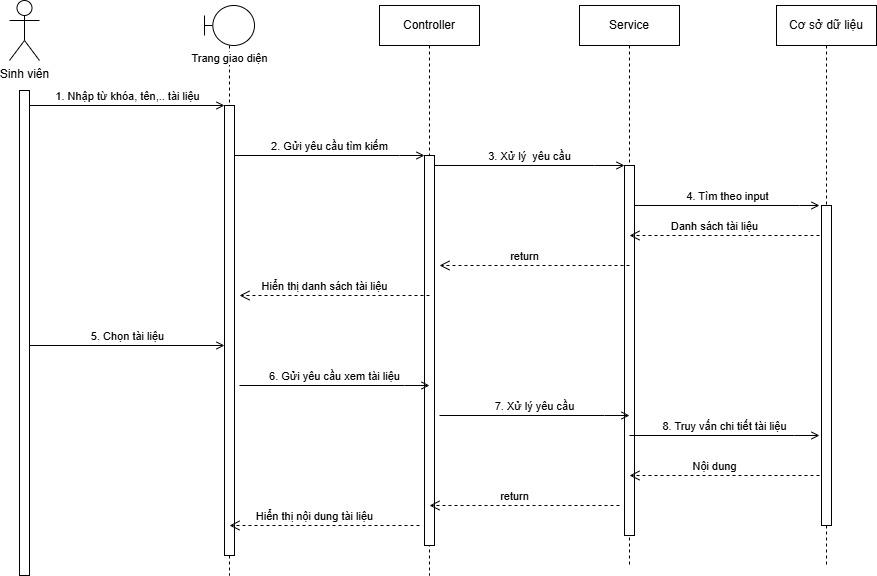 Controller
Service
Cơ sở dữ liệu
Trang giao diện
Sinh viên
1. Nhập từ khóa, tên,.. tài liệu
2. Gửi yêu cầu tìm kiếm
3. Xử lý yêu cầu
4. Tìm theo input
Danh sách tài liệu
return
Hiển thị danh sách tài liệu
5. Chọn tài liệu
6. Gửi yêu cầu xem tài liệu
7. Xử lý yêu cầu
8. Truy vấn chi tiết tài liệu
Nội dung
return
Hiển thị nội dung tài liệu